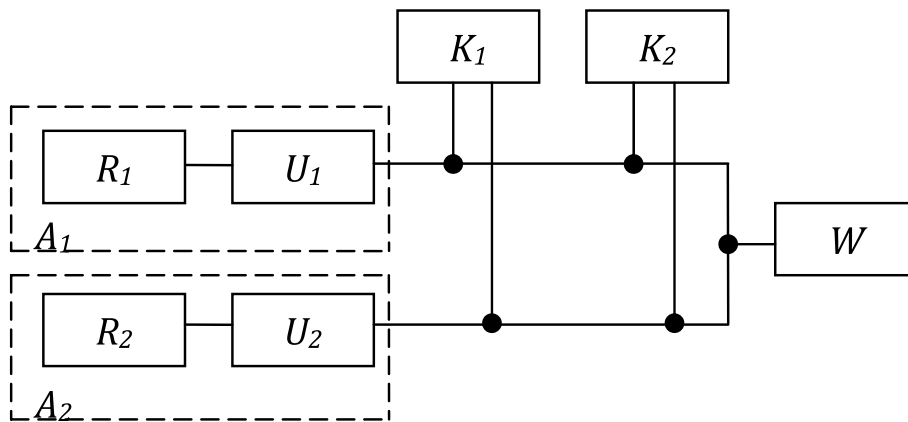 K₁ K₂
R₁ U₁
A₁
W
R₂ U₂
A₂